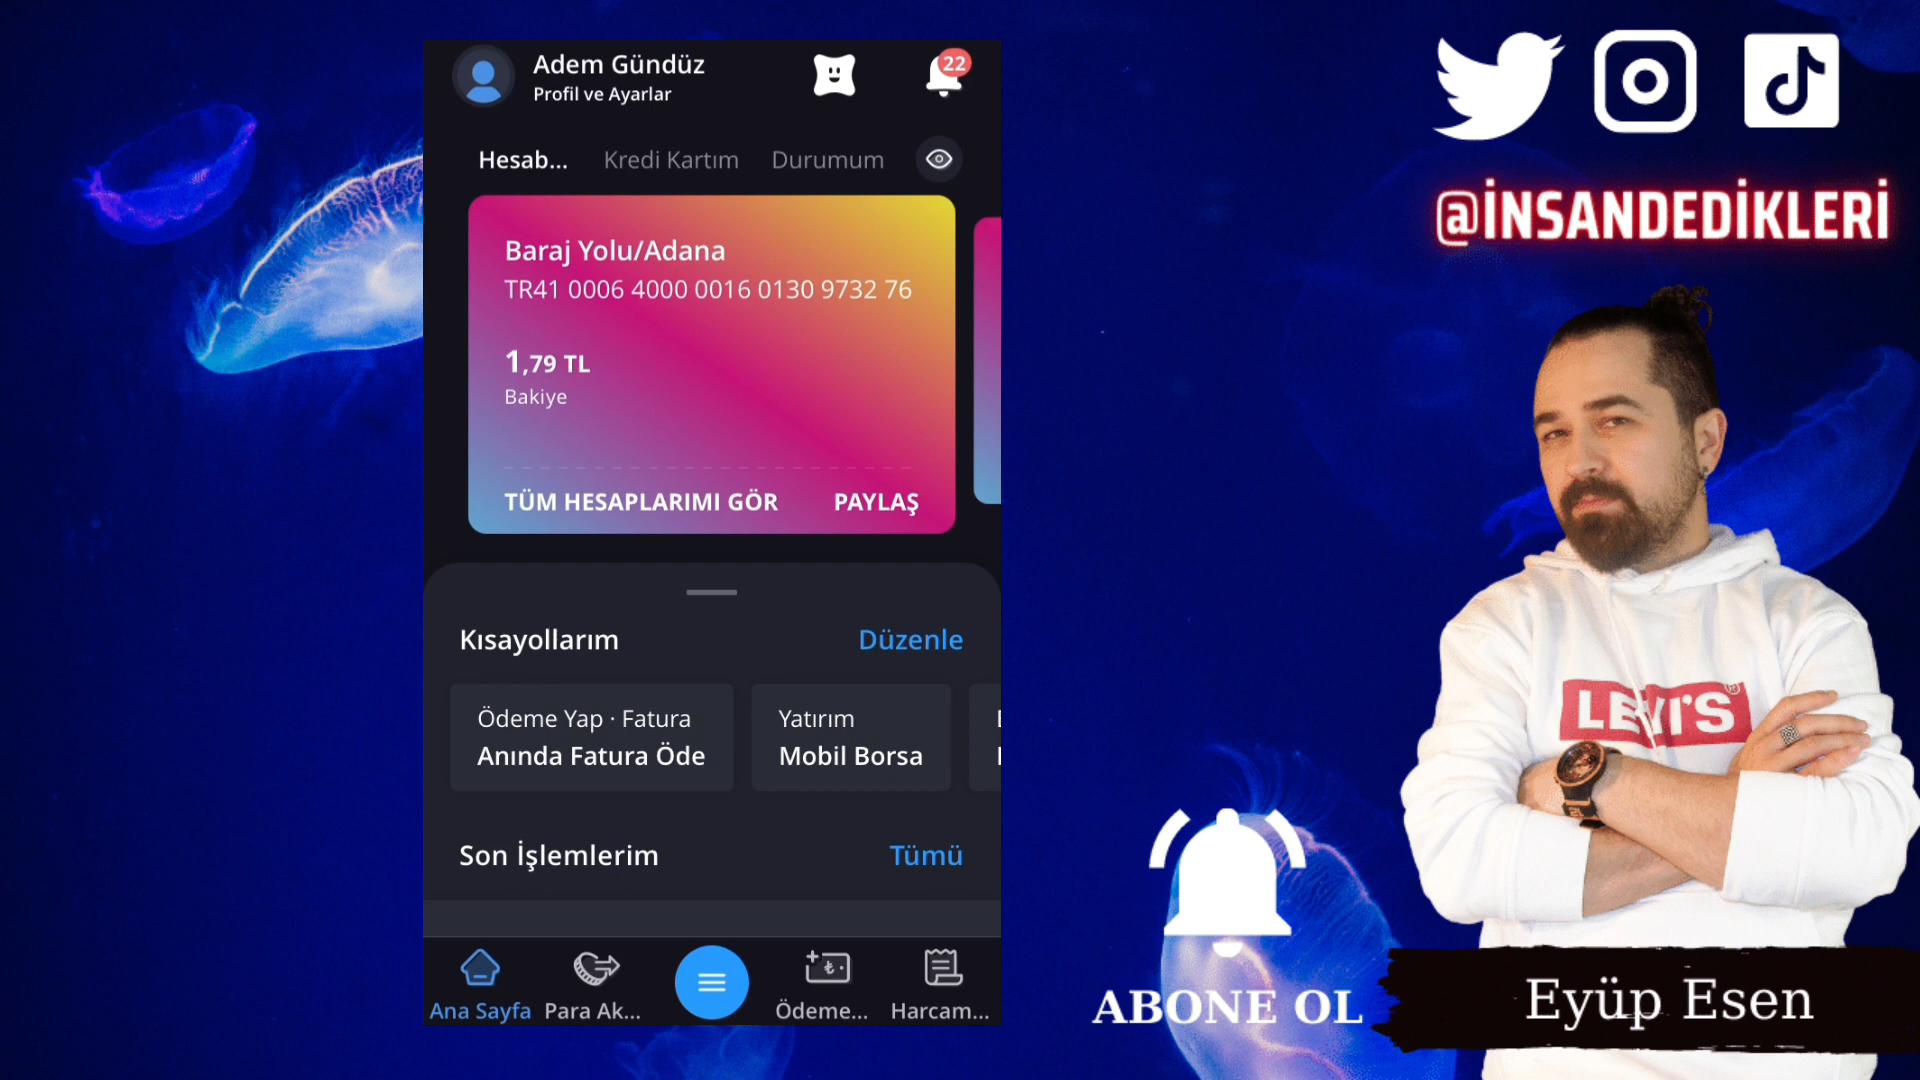 Adem Gündüz
Profil ve Ayarlar
22
Hesab... Kredi Kartım Durumum
Baraj Yolu/Adana
TR41 0006 4000 0016 0130 9732 76
1,79 TL
Bakiye
TÜM HESAPLARIMI GÖR PAYLAŞ
Kısayollarım Düzenle
Ödeme Yap · Fatura
Anında Fatura Öde
Yatırım
Mobil Borsa
Son İşlemlerim Tümü
Ana Sayfa Para Ak... Ödeme... Harcam...
@İNSANDEDİKLERİ
LEVI'S
ABONE OL
Eyüp Esen